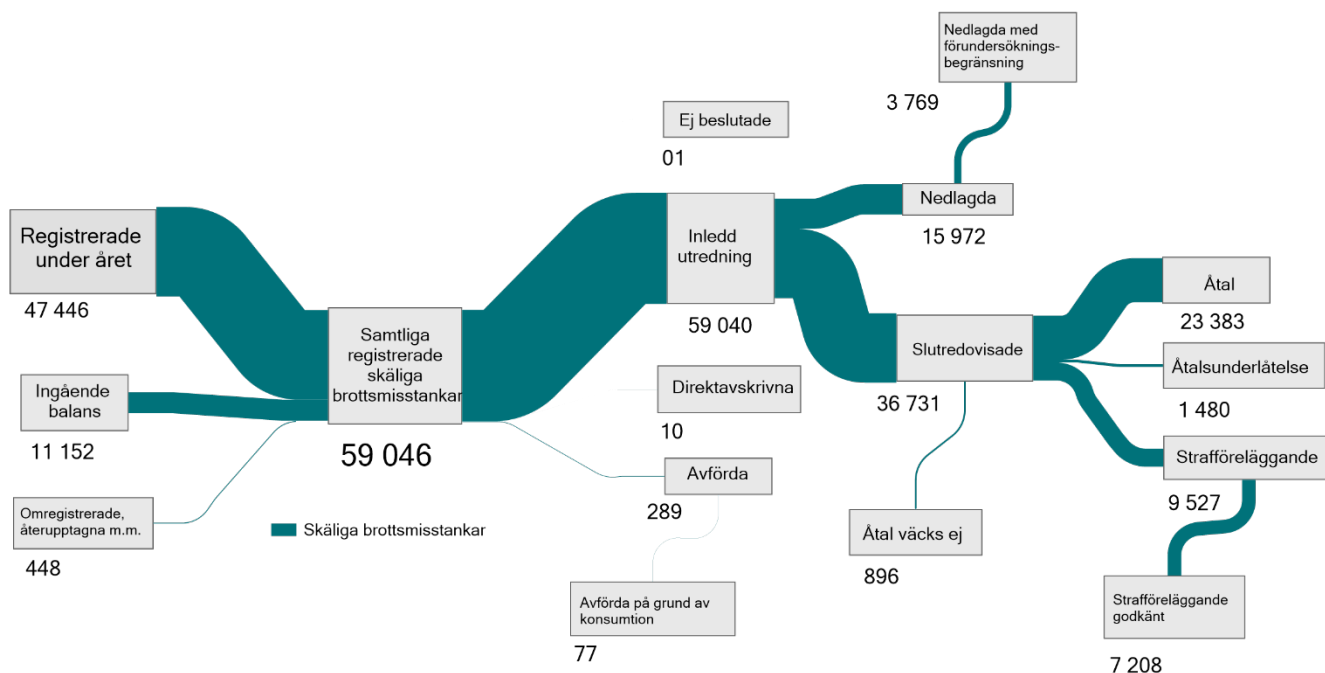 Nedlagda med
förundersöknings-
begränsning
3 769
Ej beslutade
01
Nedlagda
15 972
Registrerade
under året
47 446
Inledd
utredning
59 040
Åtal
23 383
Samtliga
registrerade
skäliga
brottsmisstankar
59 046
Slutredovisade
36 731
Åtalsunderlåtelse
1 480
Ingående
balans
11 152
Direktavskrivna
10
Strafföreläggande
9 527
Avförda
289
Omregistrerade,
återupptagna m.m.
448
Skäliga brottsmisstankar
Åtal väcks ej
896
Avförda på grund av
konsumtion
77
Strafföreläggande
godkänt
7 208